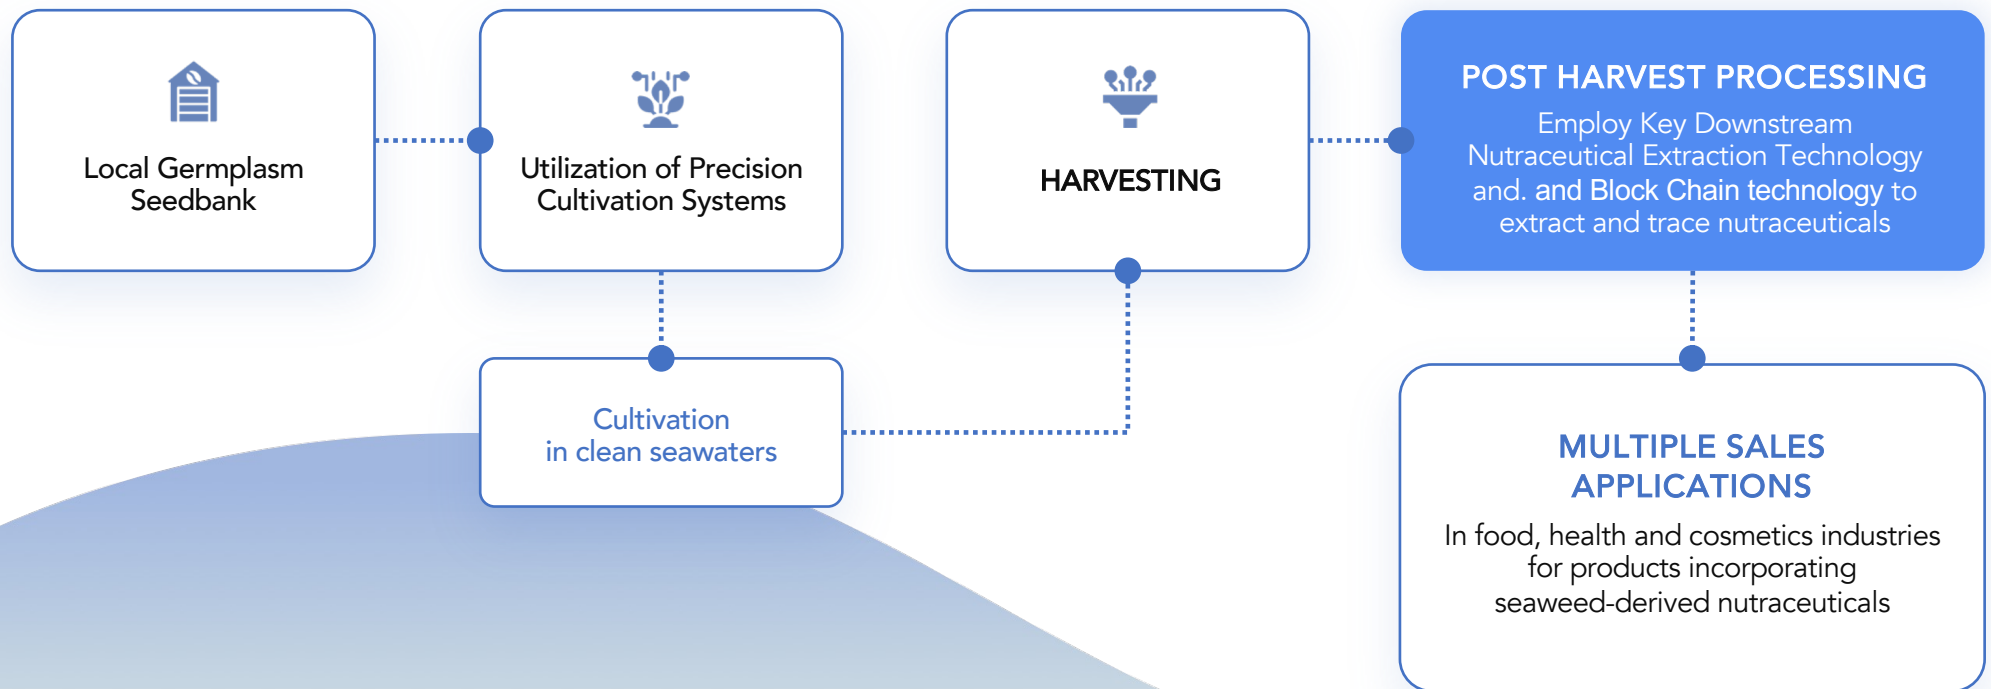 Local Germplasm
Seedbank
Utilization of Precision
Cultivation Systems
Cultivation
in clean seawaters
HARVESTING
POST HARVEST PROCESSING
Employ Key Downstream
Nutraceutical Extraction Technology
and. and Block Chain technology to
extract and trace nutraceuticals
MULTIPLE SALES
APPLICATIONS
In food, health and cosmetics industries
for products incorporating
seaweed-derived nutraceuticals